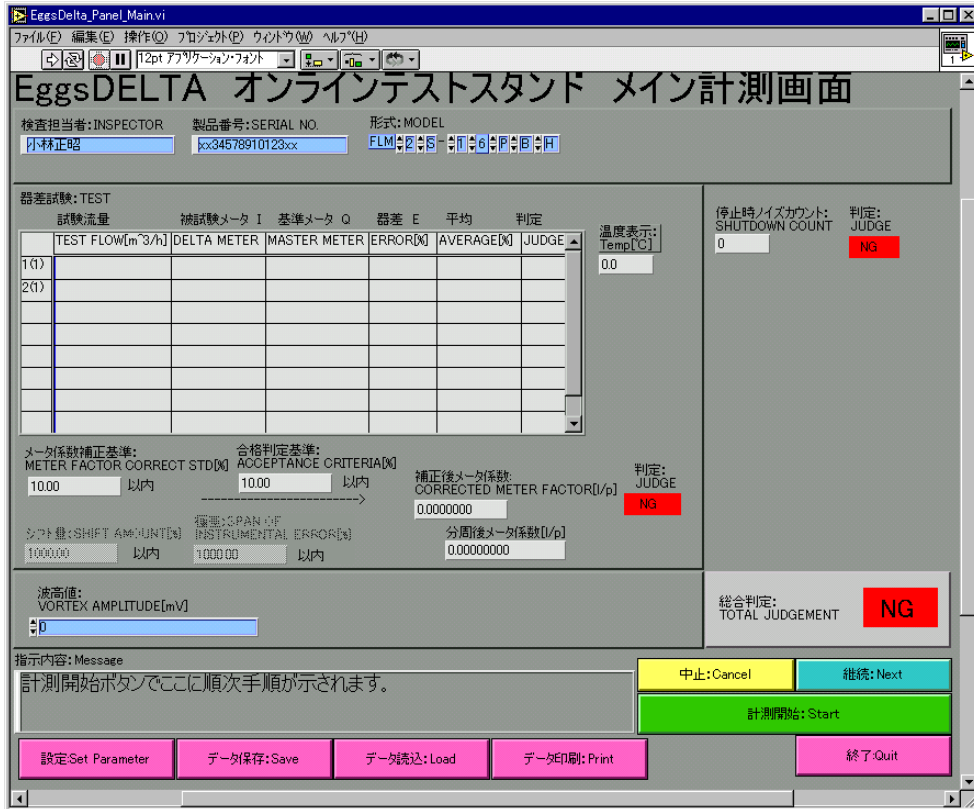 EggsDelta_Panel_Main.vi
ファイル(F) 編集(E) 操作(O) プロジェクト(P) ウィンドウ(W) ヘルプ(H)
12pt アプリケーション・フォント
1
EggsDELTA オンラインテストスタンド メイン計測画面
検査担当者:INSPECTOR 製品番号:SERIAL NO. 形式:MODEL
小林正昭 xx34578910123xx FLM 2 S - 1 6 P B H
器差試験:TEST
試験流量 被試験メータ I 基準メータ Q 器差 E 平均 判定
TEST FLOW[m^3/h] DELTA METER MASTER METER ERROR[%] AVERAGE[%] JUDGE
1(1)
2(1)
温度表示:
Temp[℃]
0.0
停止時ノイズカウント: 判定:
SHUTDOWN COUNT JUDGE
0 NG
メータ係数補正基準: 合格判定基準:
METER FACTOR CORRECT STD[%] ACCEPTANCE CRITERIA[%]
10.00 以内 10.00 以内
----------------------->
補正後メータ係数: 判定:
CORRECTED METER FACTOR[l/p] JUDGE
0.0000000 NG
シフト量:SHIFT AMOUNT[%] 器差:SPAN OF
INSTRUMENTAL ERROR[%]
1000.00 以内 1000.00 以内
分周後メータ係数[l/p]
0.00000000
波高値:
VORTEX AMPLITUDE[mV]
0
総合判定:
TOTAL JUDGEMENT NG
指示内容:Message
計測開始ボタンでここに順次手順が示されます。
中止:Cancel 継続:Next
計測開始:Start
設定:Set Parameter データ保存:Save データ読込:Load データ印刷:Print 終了:Quit